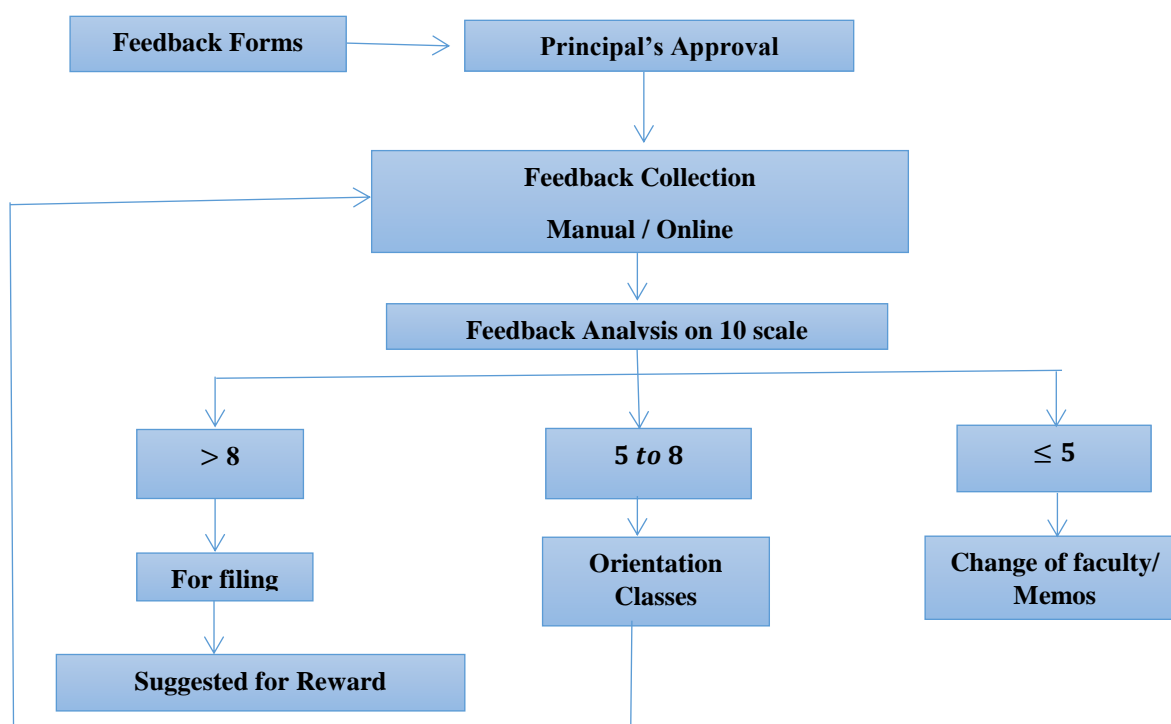 Feedback Forms
Principal’s Approval
Feedback Collection
Manual / Online
Feedback Analysis on 10 scale
> 8
5 to 8
≤ 5
For filing
Orientation
Classes
Change of faculty/
Memos
Suggested for Reward